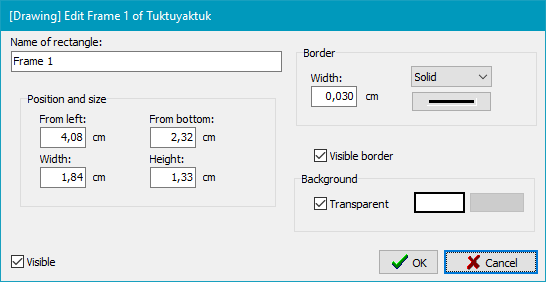 [Drawing] Edit Frame 1 of Tuktuyaktuk
Name of rectangle:
Frame 1
Position and size
From left: From bottom:
4,08 cm 2,32 cm
Width: Height:
1,84 cm 1,33 cm
Border
Width: Solid
0,030 cm
Visible border
Background
Transparent
Visible
OK Cancel